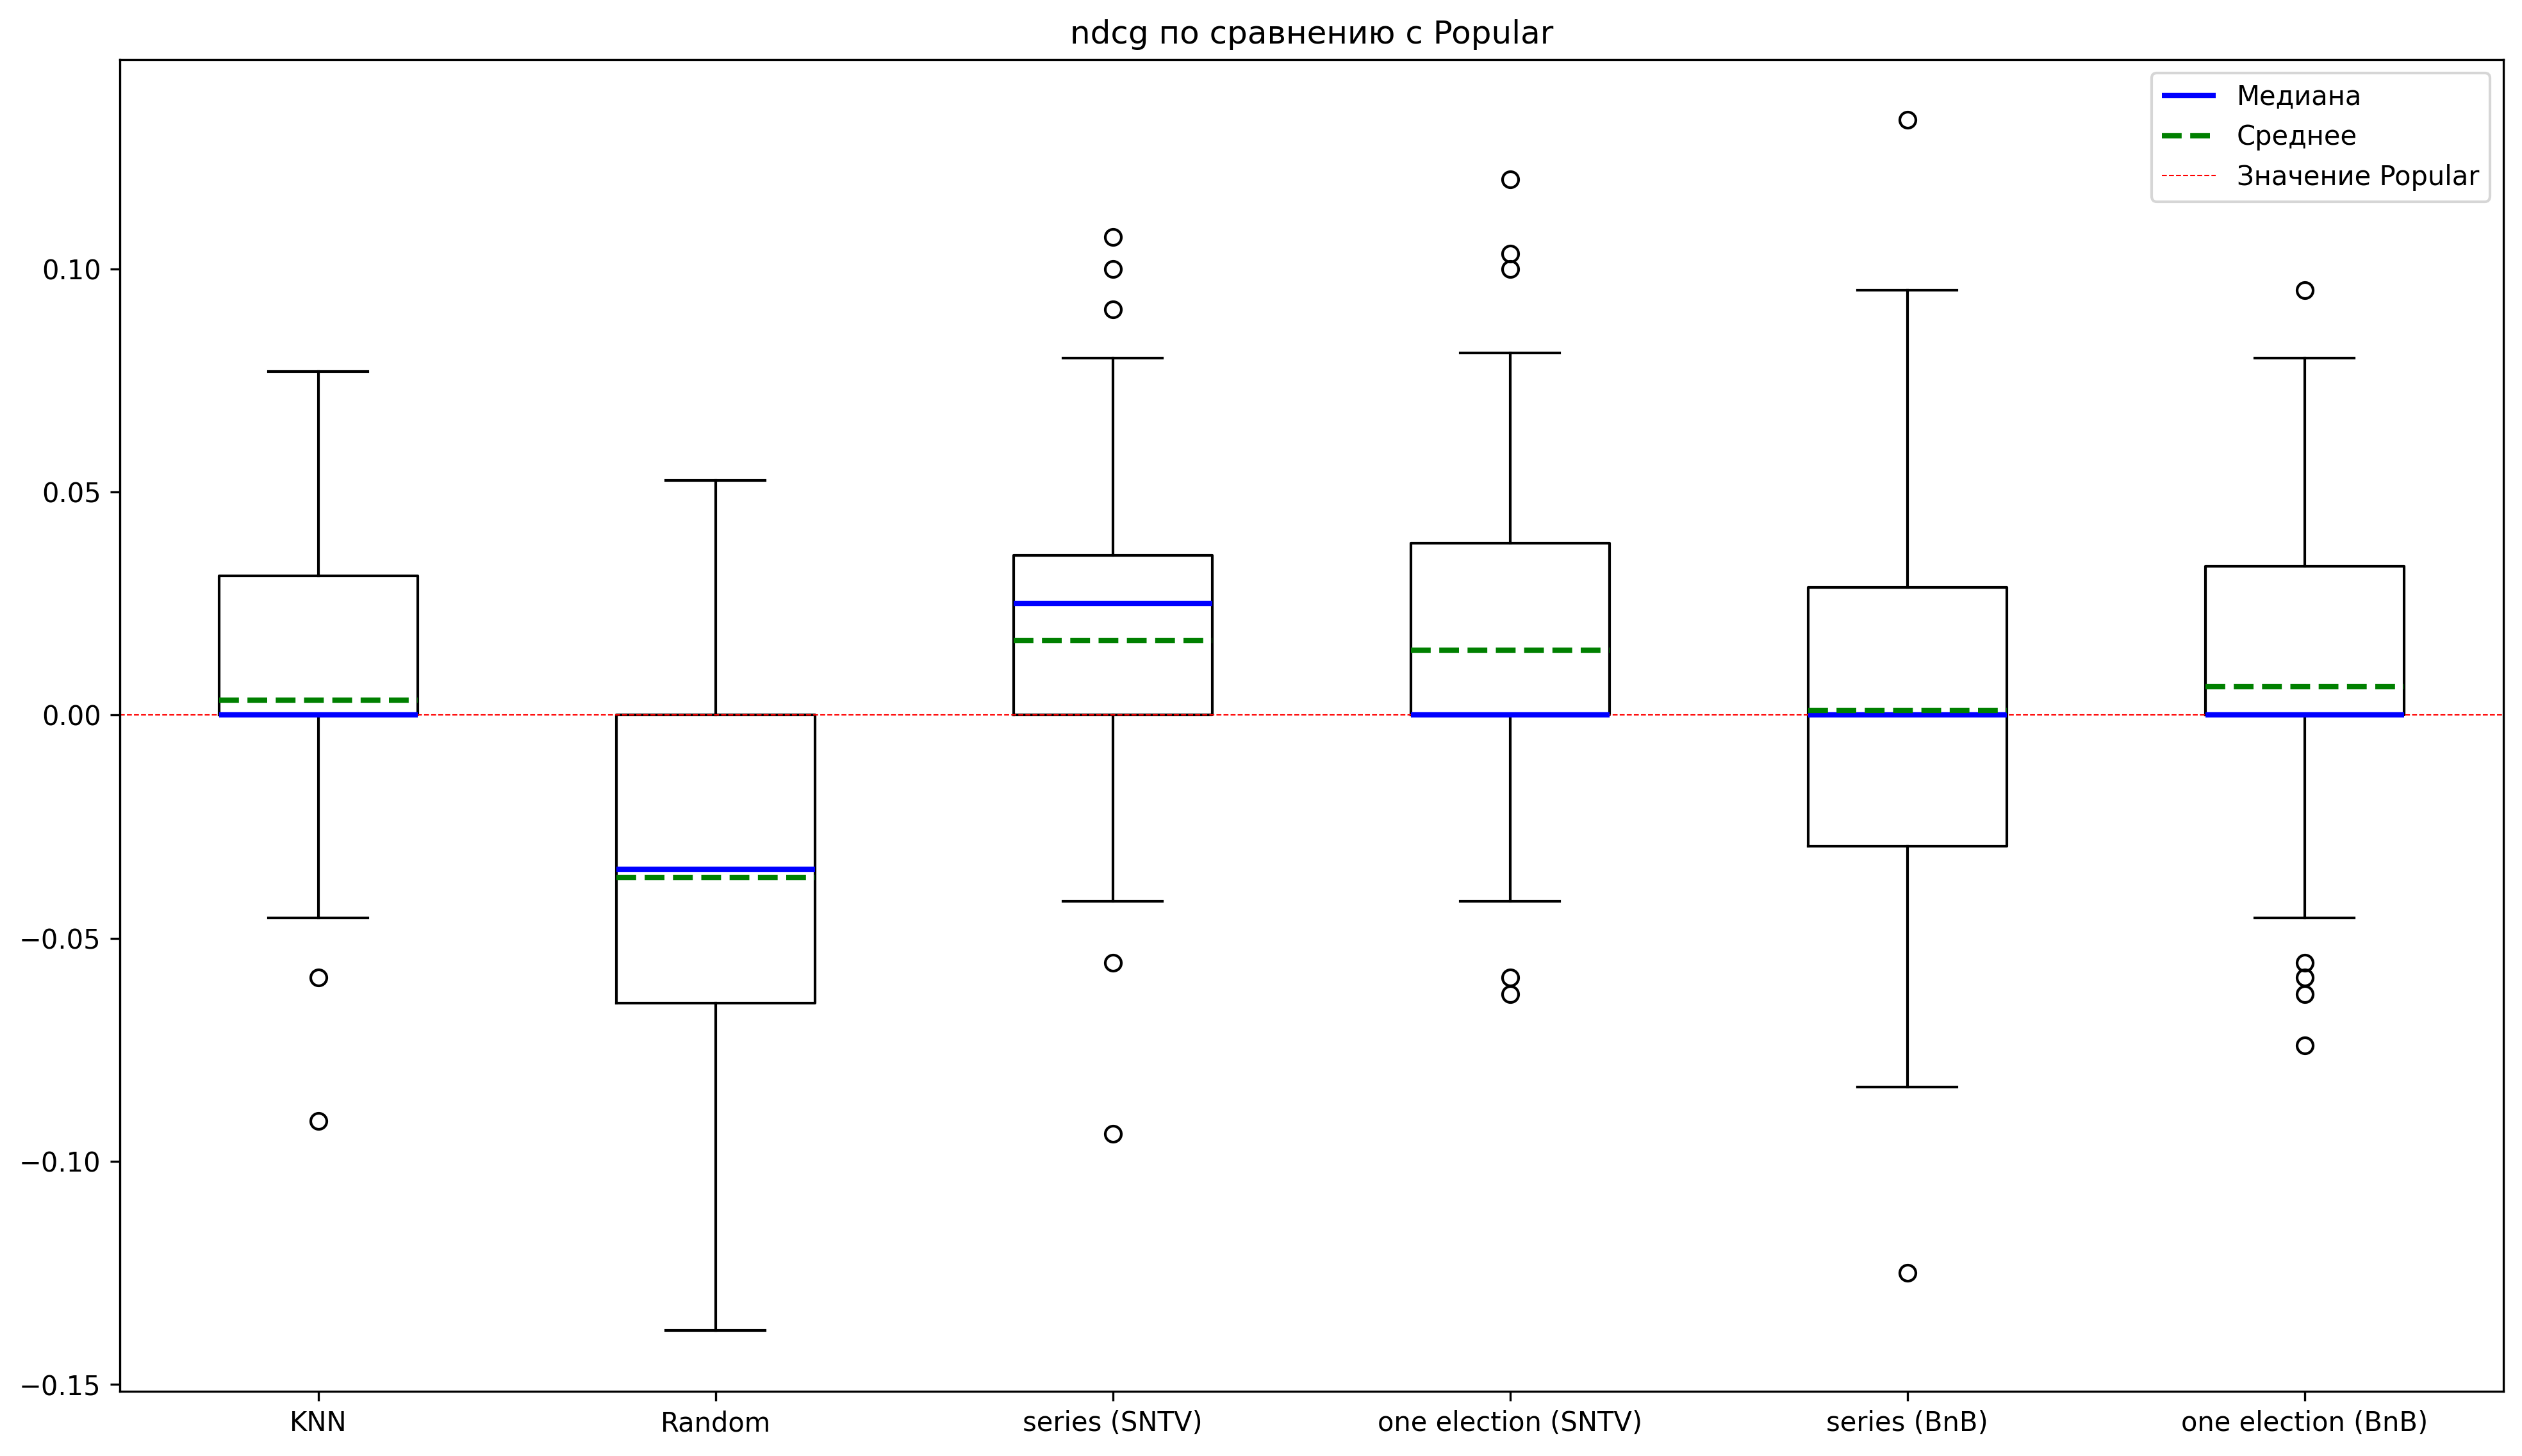 ndcg по сравнению с Popular
Медиана
Среднее
Значение Popular
0.10
0.05
0.00
−0.05
−0.10
−0.15
KNN
Random
series (SNTV)
one election (SNTV)
series (BnB)
one election (BnB)